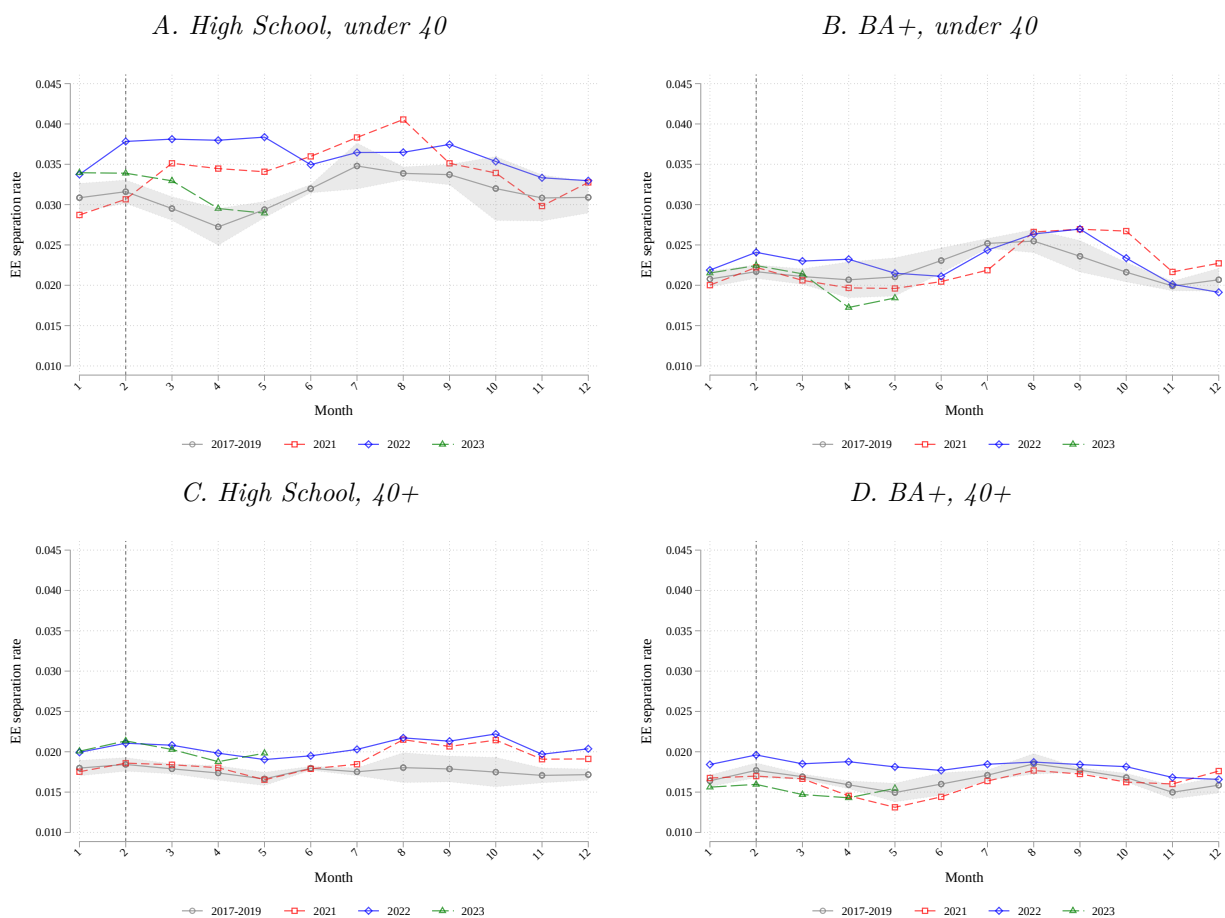 A. High School, under 40
EE separation rate
0.045
0.040
0.035
0.030
0.025
0.020
0.015
0.010
1 2 3 4 5 6 7 8 9 10 11 12
Month
2017-2019 2021 2022 2023
B. BA+, under 40
EE separation rate
0.045
0.040
0.035
0.030
0.025
0.020
0.015
0.010
1 2 3 4 5 6 7 8 9 10 11 12
Month
2017-2019 2021 2022 2023
C. High School, 40+
EE separation rate
0.045
0.040
0.035
0.030
0.025
0.020
0.015
0.010
1 2 3 4 5 6 7 8 9 10 11 12
Month
2017-2019 2021 2022 2023
D. BA+, 40+
EE separation rate
0.045
0.040
0.035
0.030
0.025
0.020
0.015
0.010
1 2 3 4 5 6 7 8 9 10 11 12
Month
2017-2019 2021 2022 2023